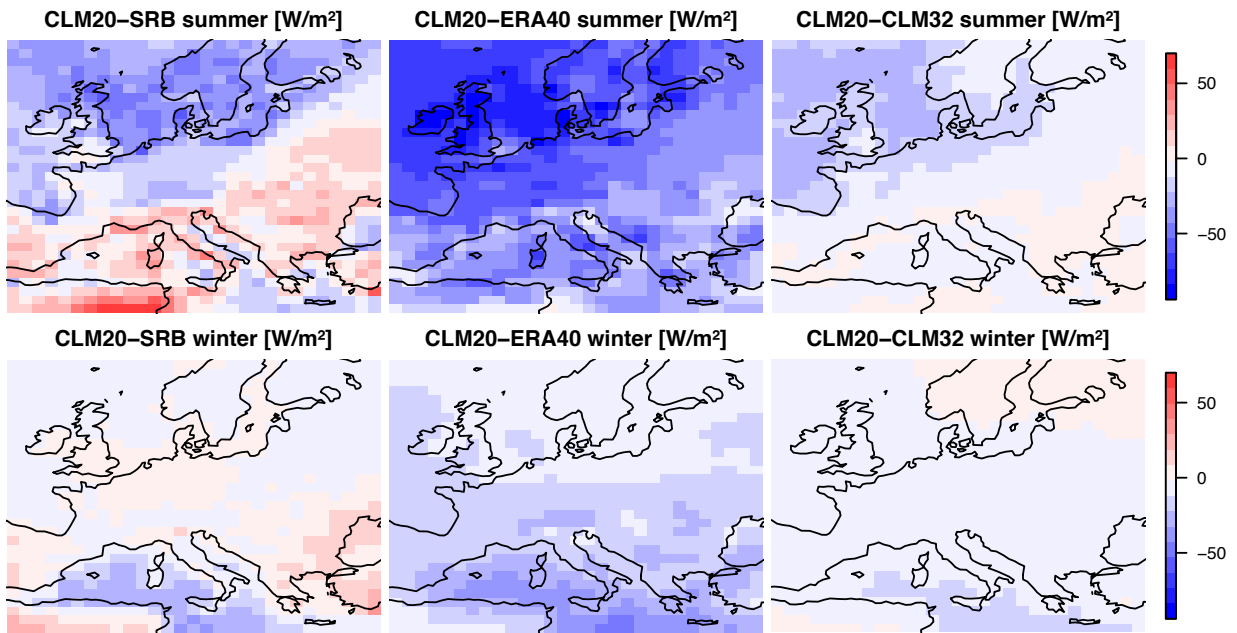 CLM20–SRB summer [W/m²]
CLM20–ERA40 summer [W/m²]
CLM20–CLM32 summer [W/m²]
50
0
−50
CLM20–SRB winter [W/m²]
CLM20–ERA40 winter [W/m²]
CLM20–CLM32 winter [W/m²]
50
0
−50